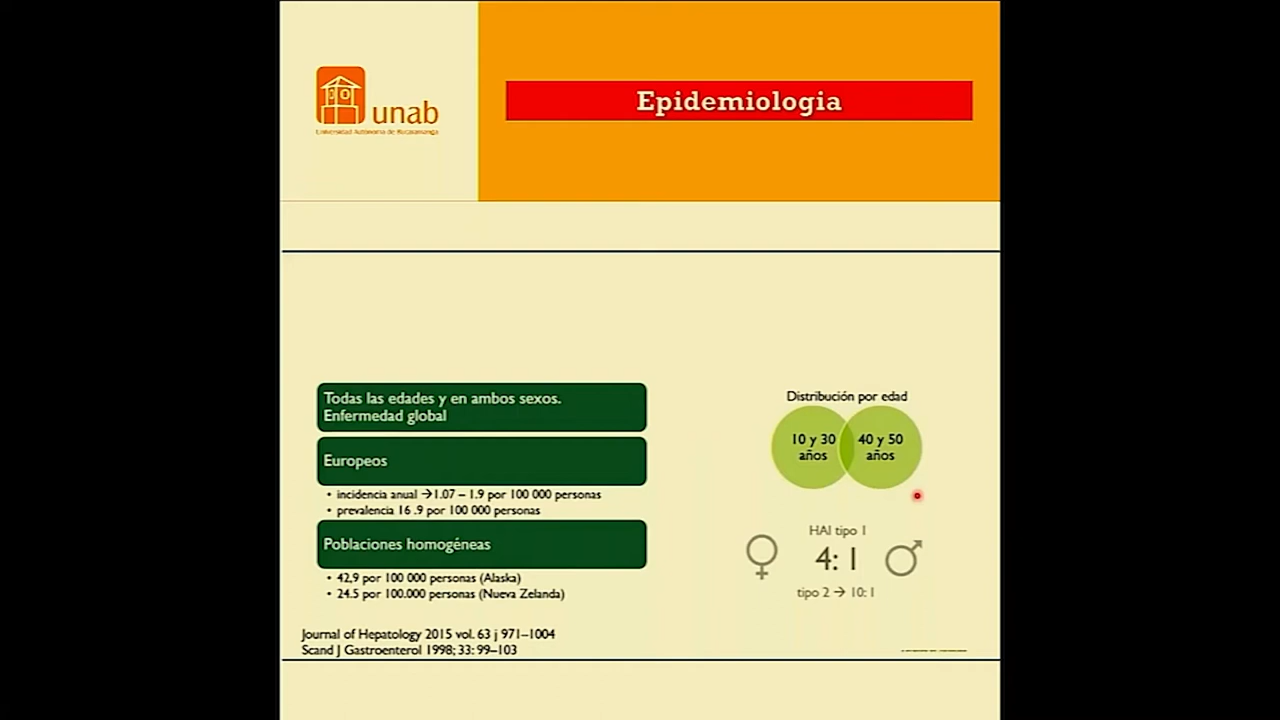 unab
Universidad Autónoma de Bucaramanga
Epidemiologia
Todas las edades y en ambos sexos.
Enfermedad global
Europeos
• incidencia anual →1.07 – 1.9 por 100 000 personas
• prevalencia 16 .9 por 100 000 personas
Poblaciones homogéneas
• 42,9 por 100 000 personas (Alaska)
• 24.5 por 100.000 personas (Nueva Zelanda)
Journal of Hepatology 2015 vol. 63 j 971–1004
Scand J Gastroenterol 1998; 33: 99–103
Distribución por edad
10 y 30
años
40 y 50
años
HAI tipo 1
4: 1
tipo 2 → 10: 1